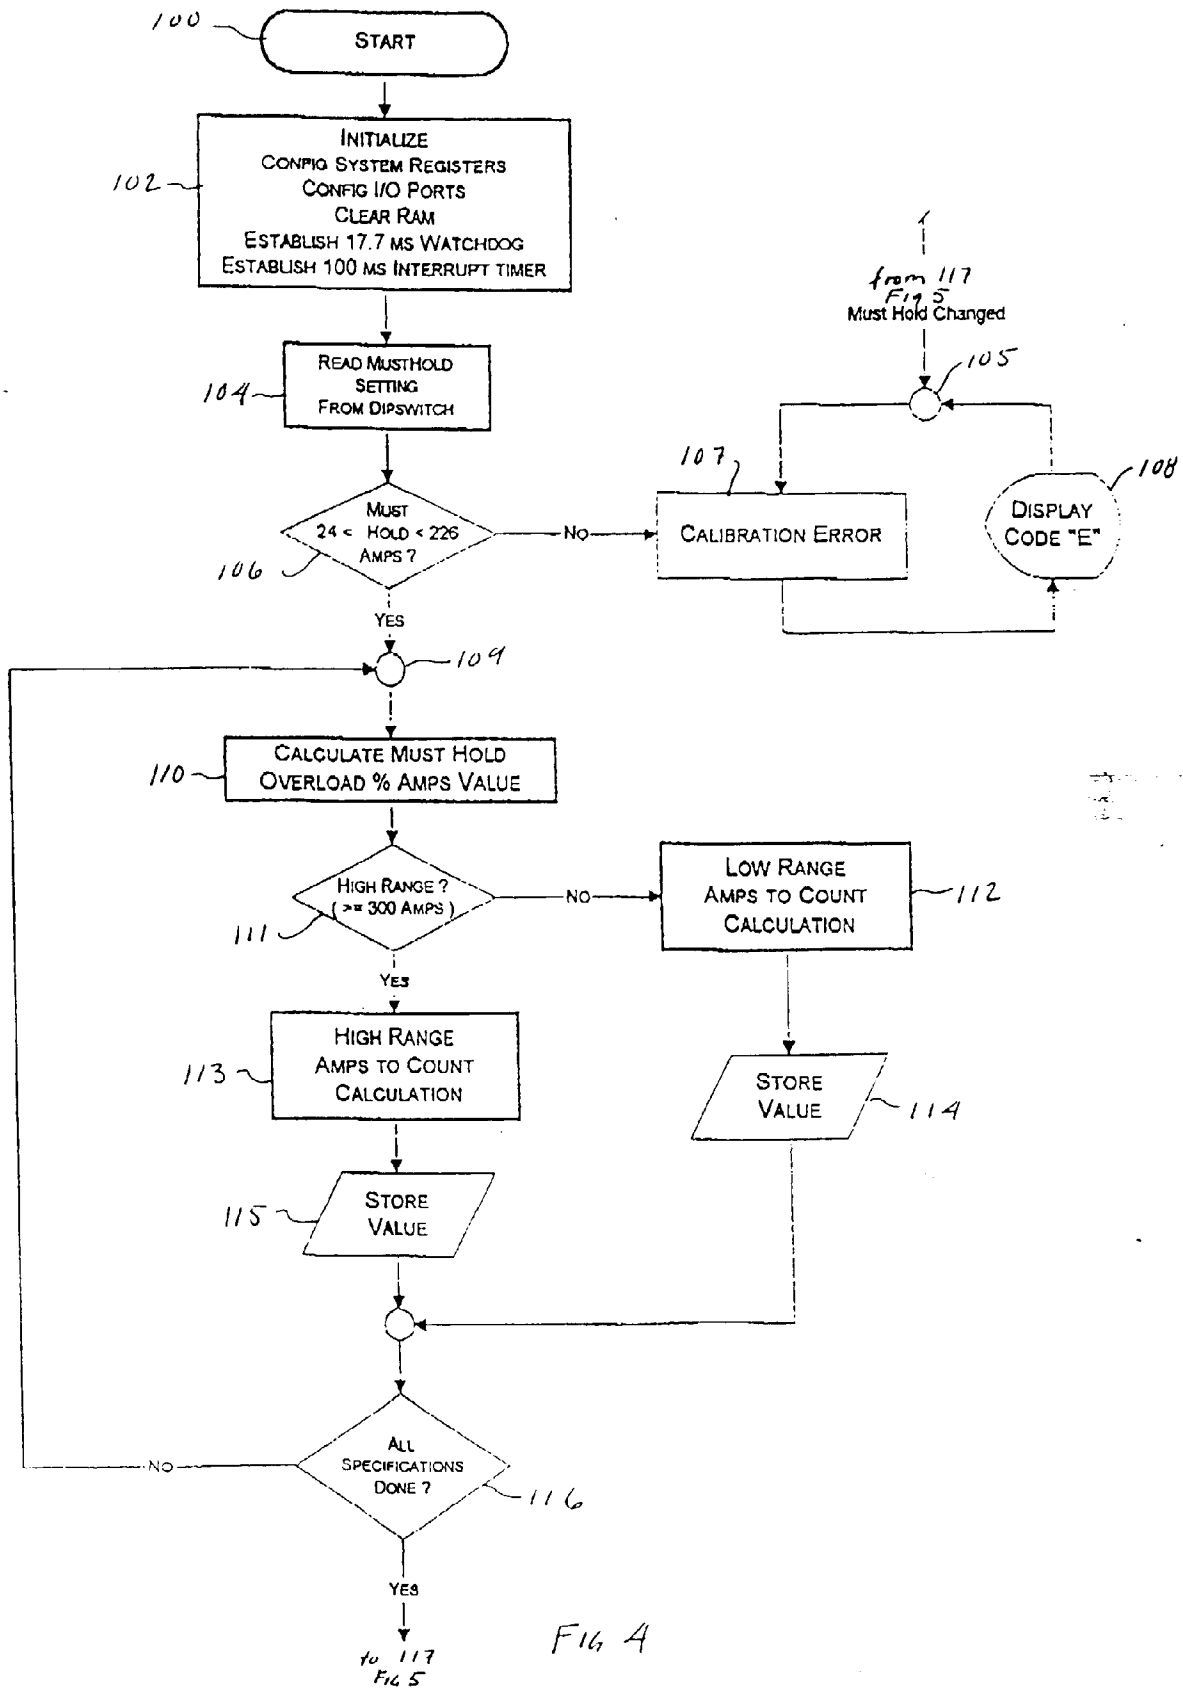 100
START
INITIALIZE
CONFIG SYSTEM REGISTERS
102
CONFIG I/O PORTS
CLEAR RAM
ESTABLISH 17.7 MS WATCHDOG
ESTABLISH 100 MS INTERRUPT TIMER
from 117
Fig 5
Must Hold Changed
READ MUSTHOLD
SETTING
FROM DIPSWITCH
104
105
107
108
MUST
24 < HOLD < 226
AMPS ?
106
NO
CALIBRATION ERROR
DISPLAY
CODE "E"
YES
109
CALCULATE MUST HOLD
OVERLOAD % AMPS VALUE
110
HIGH RANGE ?
( >= 300 AMPS )
111
NO
LOW RANGE
AMPS TO COUNT
CALCULATION
112
YES
HIGH RANGE
AMPS TO COUNT
CALCULATION
113
STORE
VALUE
114
STORE
VALUE
115
ALL
SPECIFICATIONS
DONE ?
NO
116
YES
to 117
FIG 5
FIG 4